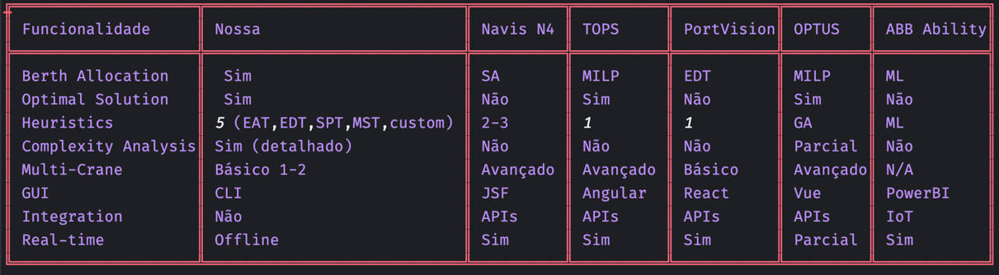 Funcionalidade Nossa Navis N4 TOPS PortVision OPTUS ABB Ability
Berth Allocation Sim SA MILP EDT MILP ML
Optimal Solution Sim Não Sim Não Sim Não
Heuristics 5 (EAT,EDT,SPT,MST,custom) 2-3 1 1 GA ML
Complexity Analysis Sim (detalhado) Não Não Não Parcial Não
Multi-Crane Básico 1-2 Avançado Avançado Básico Avançado N/A
GUI CLI JSF Angular React Vue PowerBI
Integration Não APIs APIs APIs APIs IoT
Real-time Offline Sim Sim Sim Parcial Sim